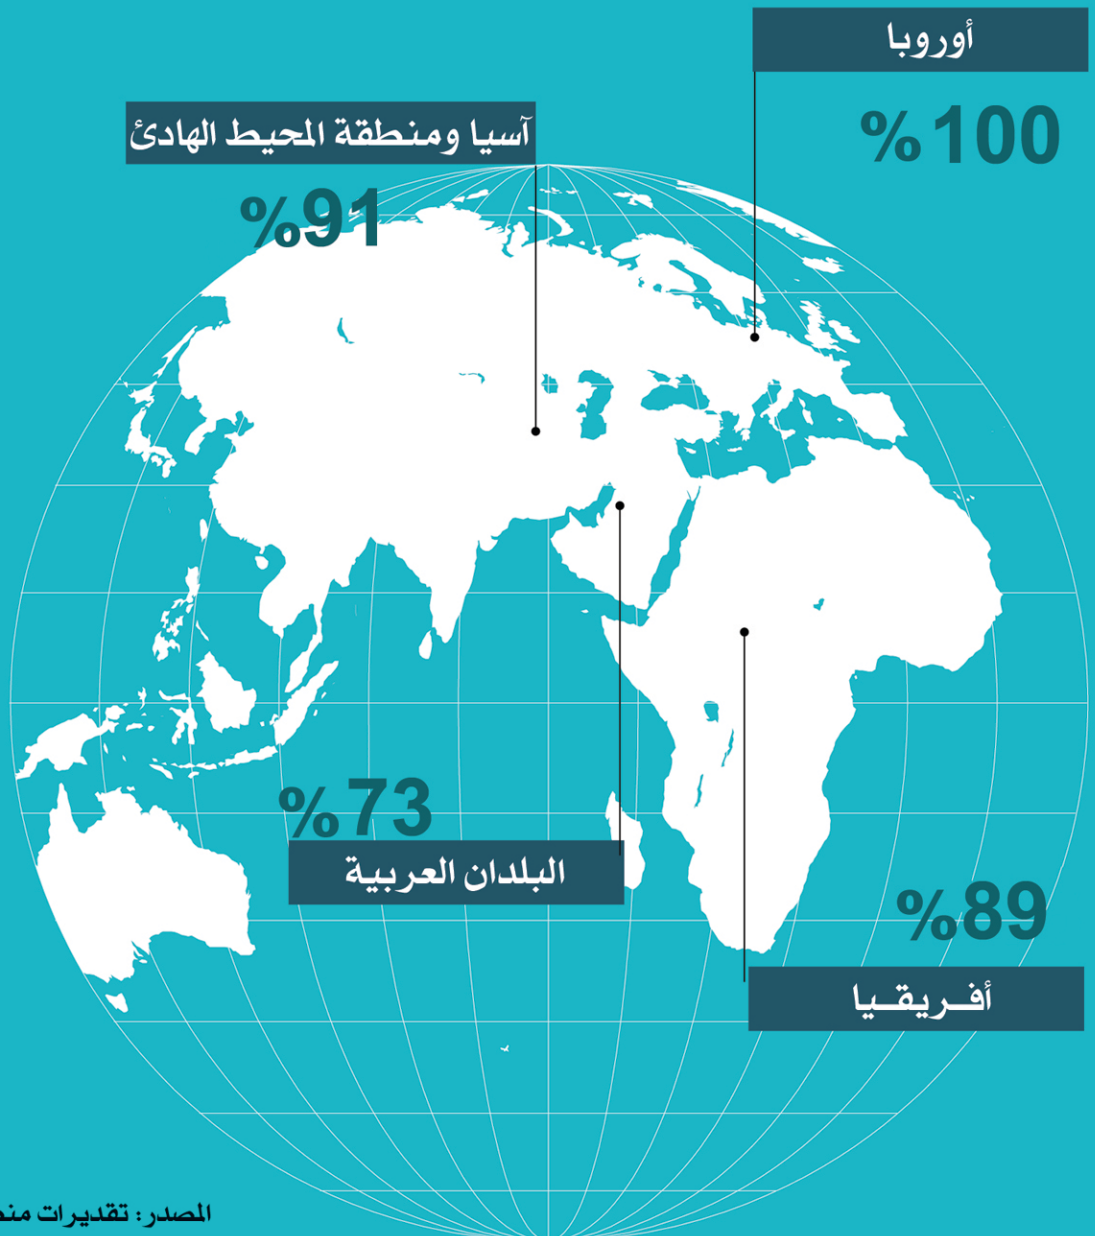 أوروبا
%100
آسيا ومنطقة المحيط الهادئ
%91
%73
البلدان العربية
%89
أفـريقـيا
المصدر: تقديرات